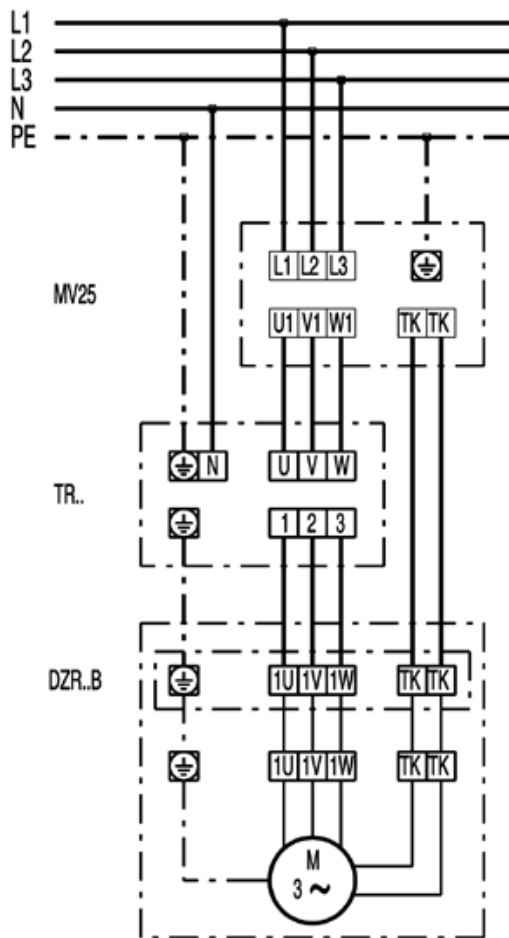 L1
L2
L3
N
PE
MV25
L1 L2 L3
U1 V1 W1 TK TK
TR..
N U V W
1 2 3
DZR..B
1U 1V 1W TK TK
1U 1V 1W TK TK
M
3 ~